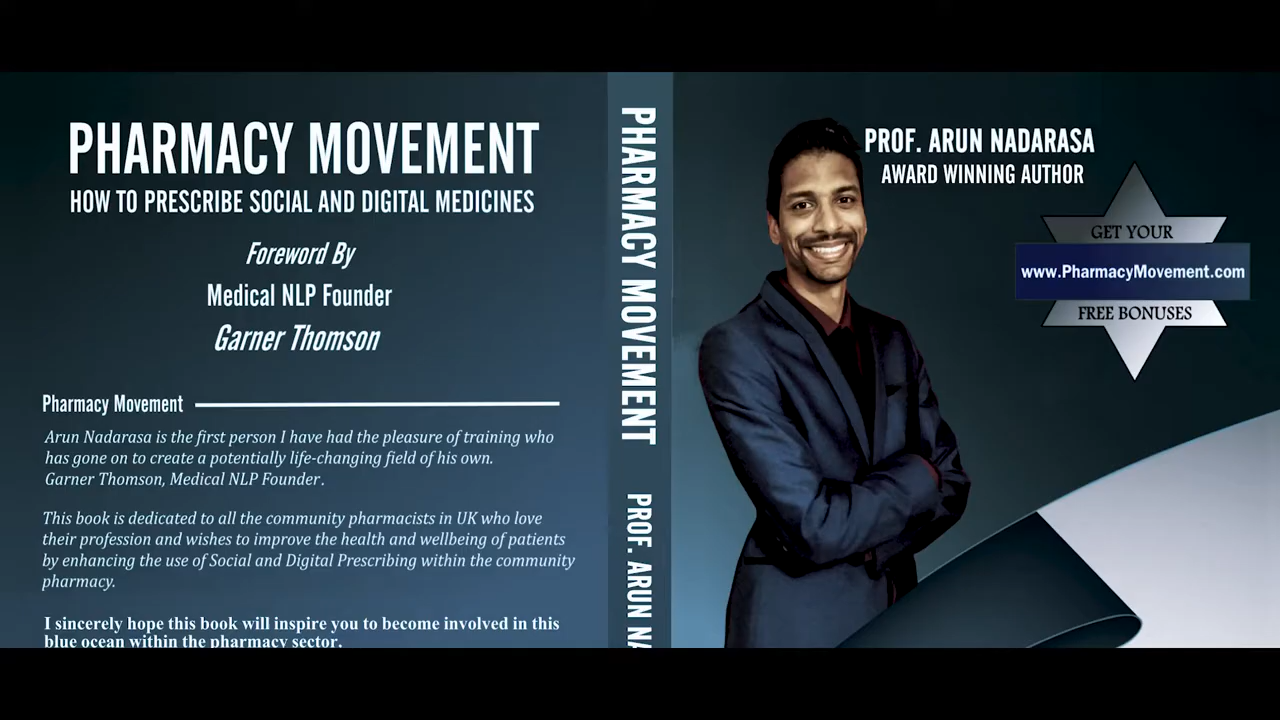 PHARMACY MOVEMENT
HOW TO PRESCRIBE SOCIAL AND DIGITAL MEDICINES
Foreword By
Medical NLP Founder
Garner Thomson
Pharmacy Movement
Arun Nadarasa is the first person I have had the pleasure of training who
has gone on to create a potentially life-changing field of his own.
Garner Thomson, Medical NLP Founder.
This book is dedicated to all the community pharmacists in UK who love
their profession and wishes to improve the health and wellbeing of patients
by enhancing the use of Social and Digital Prescribing within the community
pharmacy.
I sincerely hope this book will inspire you to become involved in this
blue ocean within the pharmacy sector.
PHARMACY MOVEMENT
PROF. ARUN NA
PROF. ARUN NADARASA
AWARD WINNING AUTHOR
GET YOUR
www.PharmacyMovement.com
FREE BONUSES